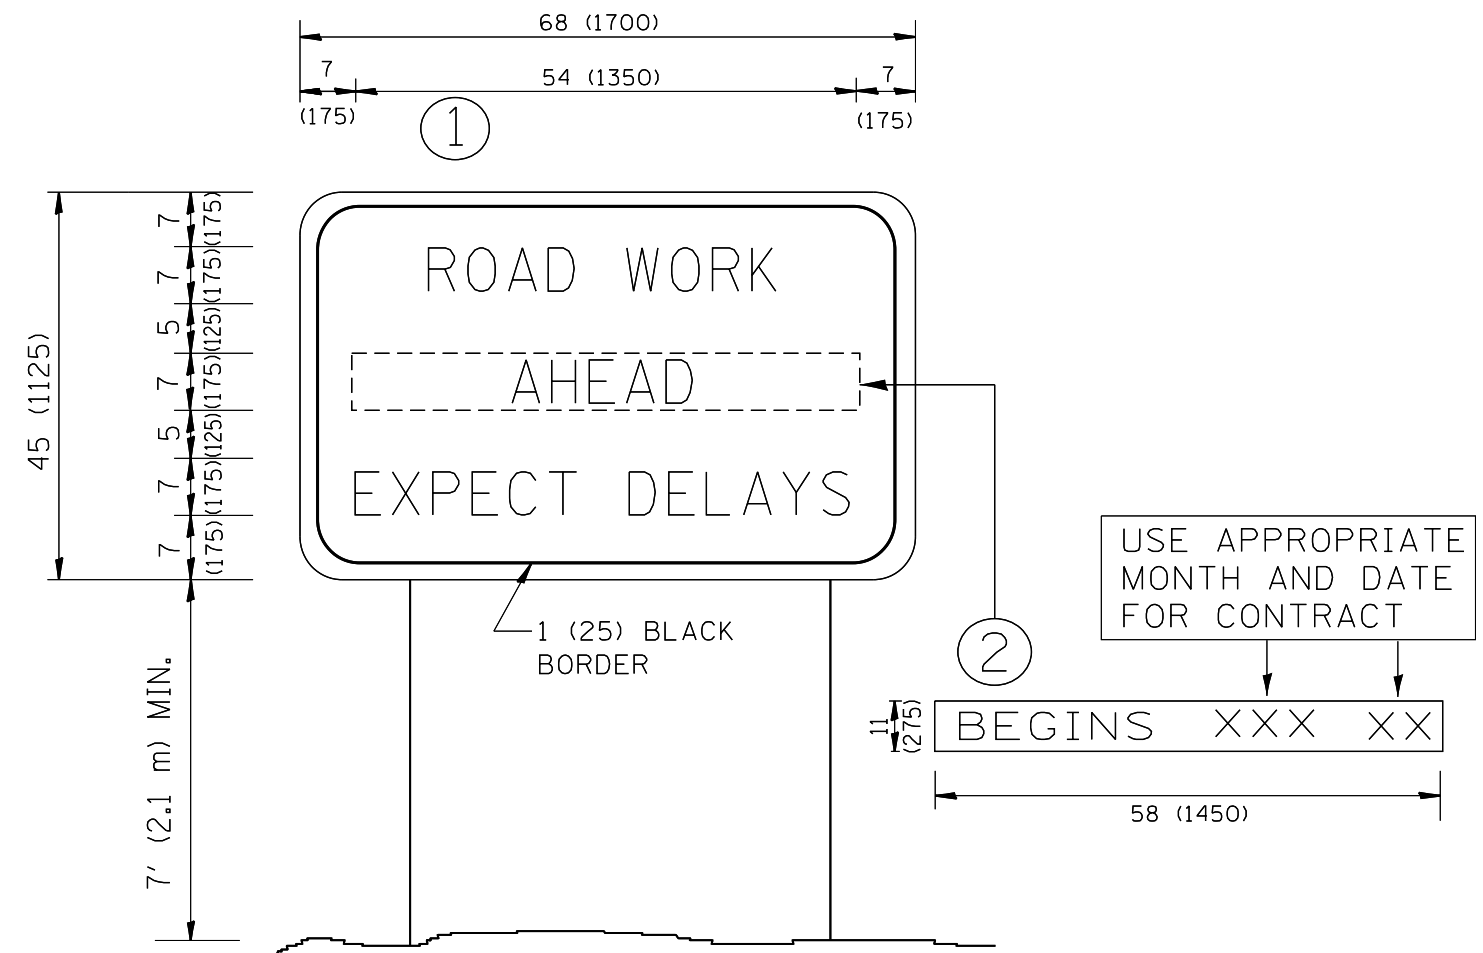 68 (1700)
7
54 (1350)
7
(175)
(175)
1
7
(175)
7
(175)
5
(125)
7
(175)
5
(125)
7
(175)
7
(175)
45 (1125)
ROAD WORK
AHEAD
EXPECT DELAYS
1 (25) BLACK
BORDER
7' (2.1 m) MIN.
USE APPROPRIATE
MONTH AND DATE
FOR CONTRACT
2
11
(275)
BEGINS XXX XX
58 (1450)